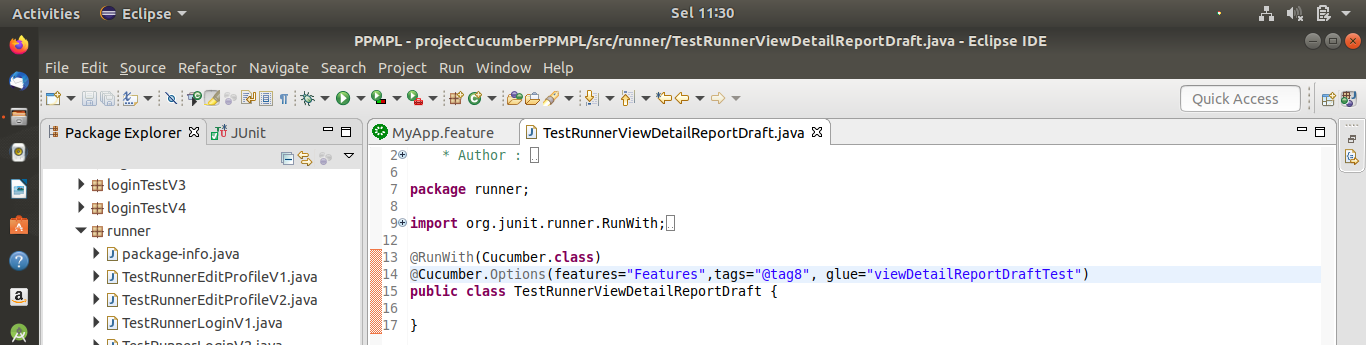 Activities Eclipse Sel 11:30
PPMPL - projectCucumberPPMPL/src/runner/TestRunnerViewDetailReportDraft.java - Eclipse IDE
File Edit Source Refactor Navigate Search Project Run Window Help
Quick Access
Package Explorer JUnit
loginTestV3
loginTestV4
runner
package-info.java
TestRunnerEditProfileV1.java
TestRunnerEditProfileV2.java
TestRunnerLoginV1.java
TestRunnerLoginV2.java
MyApp.feature TestRunnerViewDetailReportDraft.java
2 * Author : ..
6
7 package runner;
8
9 import org.junit.runner.RunWith;
12
13 @RunWith(Cucumber.class)
14 @Cucumber.Options(features="Features",tags="@tag8", glue="viewDetailReportDraftTest")
15 public class TestRunnerViewDetailReportDraft {
16
17 }